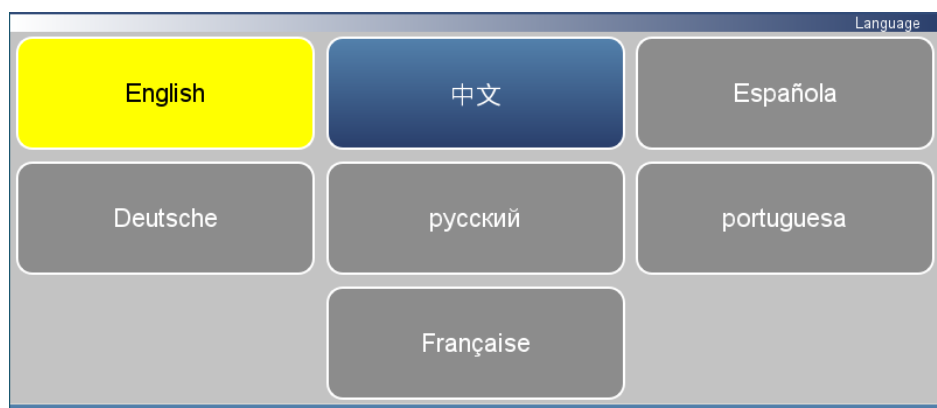 Language
English
中文
Española
Deutsche
русский
portuguesa
Française